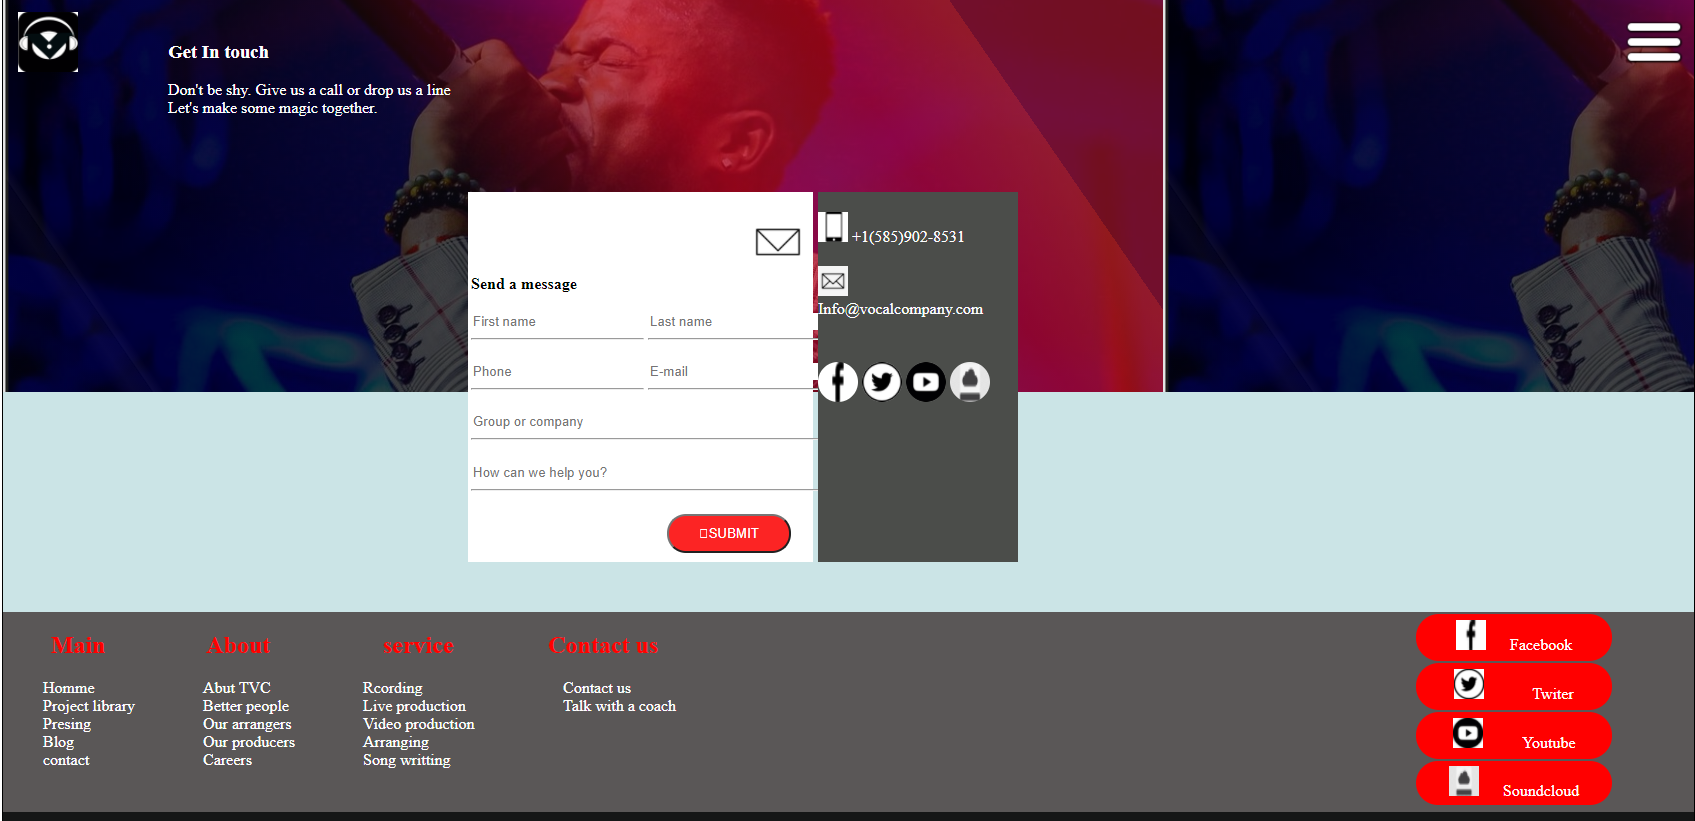 Get In touch
Don't be shy. Give us a call or drop us a line
Let's make some magic together.
+1(585)902-8531
Info@vocalcompany.com
Send a message
First name
Last name
Phone
E-mail
Group or company
How can we help you?
SUBMIT
Main
Homme
Project library
Presing
Blog
contact
About
Abut TVC
Better people
Our arrangers
Our producers
Careers
service
Rcording
Live production
Video production
Arranging
Song writting
Contact us
Contact us
Talk with a coach
Facebook
Twiter
Youtube
Soundcloud